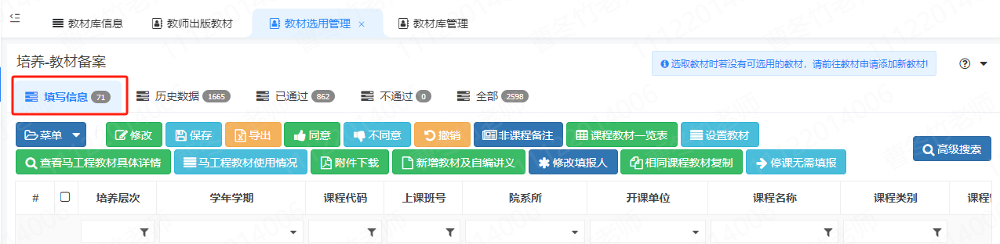 教材库信息 教师出版教材 教材选用管理 × 教材库管理
培养-教材备案 选取教材时若没有可选用的教材，请前往教材申请添加新教材!
填写信息 71 历史数据 1665 已通过 862 不通过 0 全部 2598
菜单 修改 保存 导出 同意 不同意 撤销 非课程备注 课程教材一览表 设置教材
高级搜索
查看马工程教材具体详情 马工程教材使用情况 附件下载 新增教材及自编讲义 修改填报人 相同课程教材复制 停课无需填报
# 培养层次 学年学期 课程代码 上课班号 院系所 开课单位 课程名称 课程类别